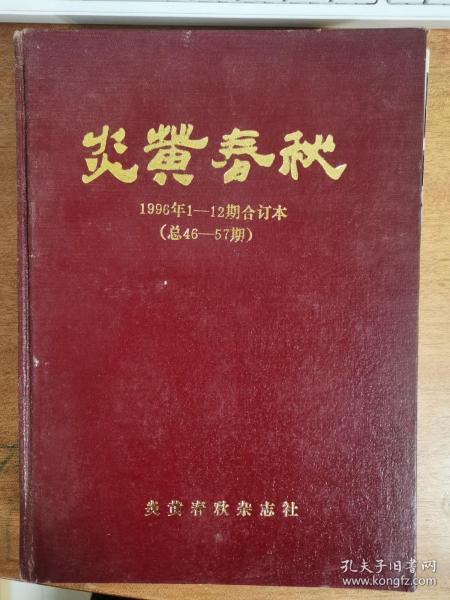 炎黄春秋
1996年1—12期合订本
(总46—57期)
炎黄春秋杂志社
孔夫子旧书网
www.kongfz.com